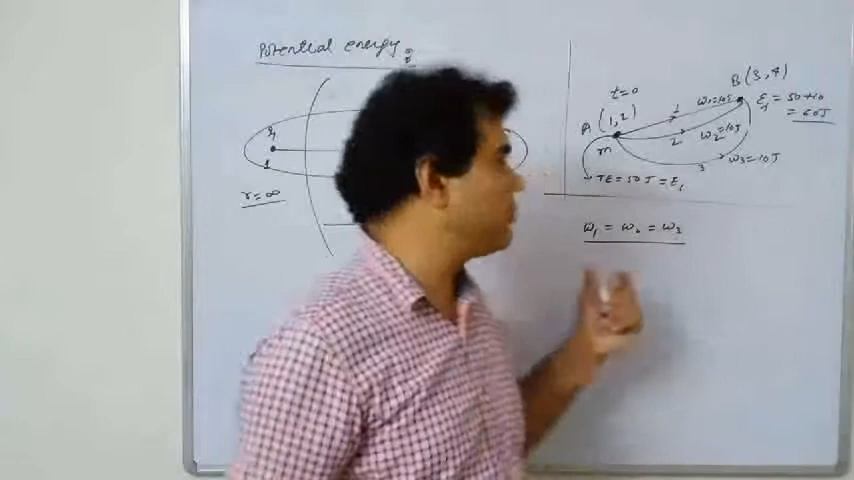 Potential energy :
r=∞
t=0
A (1,2)
m
TE=50J=E₁
1
2
3
W₁=10J
W₂=10J
W₃=10J
B(3,4)
E₁ = 50+10
= 60J
W₁ = W₂ = W₃